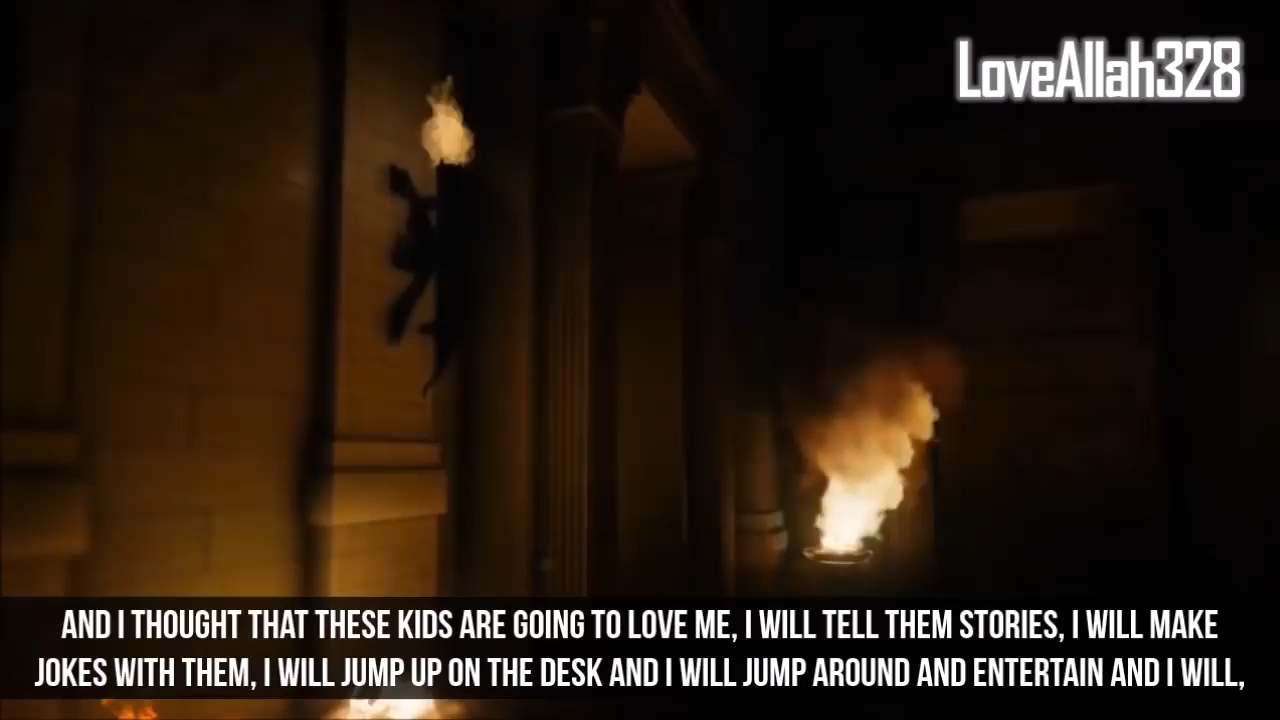 LoveAllah328
AND I THOUGHT THAT THESE KIDS ARE GOING TO LOVE ME, I WILL TELL THEM STORIES, I WILL MAKE
JOKES WITH THEM, I WILL JUMP UP ON THE DESK AND I WILL JUMP AROUND AND ENTERTAIN AND I WILL,